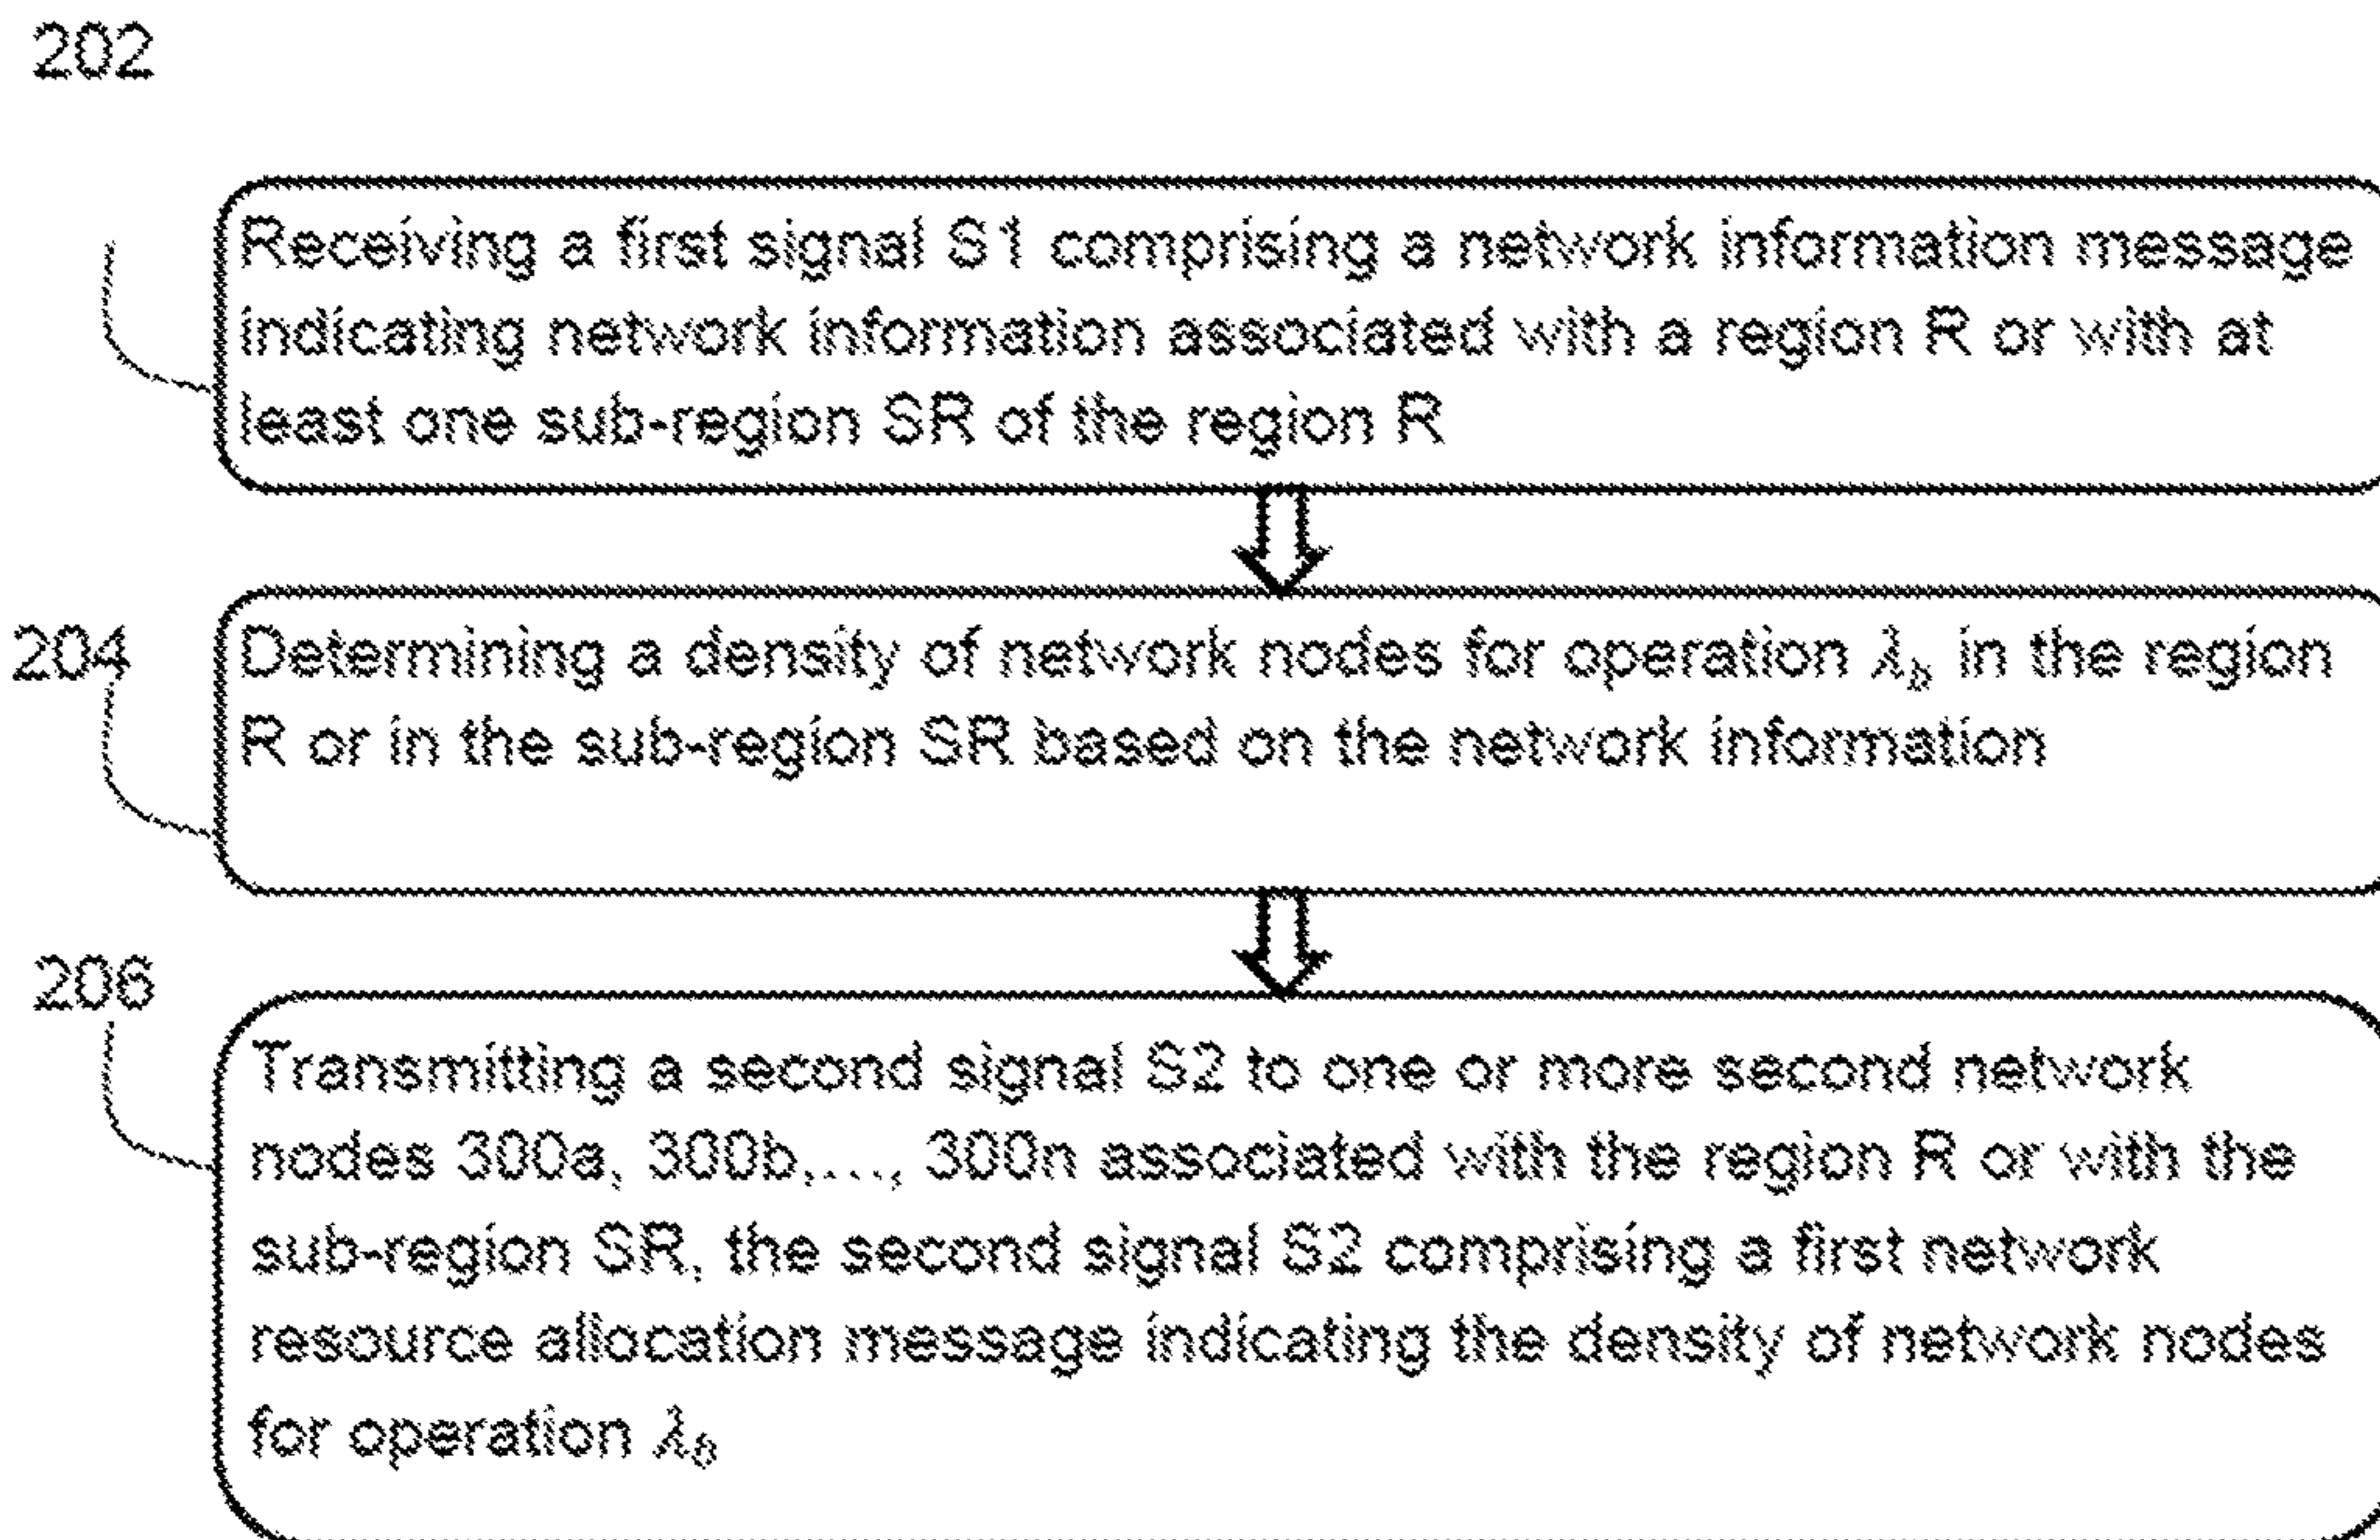 202
Receiving a first signal S1 comprising a network information message
indicating network information associated with a region R or with at
least one sub-region SR of the region R
204
Determining a density of network nodes for operation λ_b in the region
R or in the sub-region SR based on the network information
206
Transmitting a second signal S2 to one or more second network
nodes 300a, 300b,..., 300n associated with the region R or with the
sub-region SR, the second signal S2 comprising a first network
resource allocation message indicating the density of network nodes
for operation λ_b